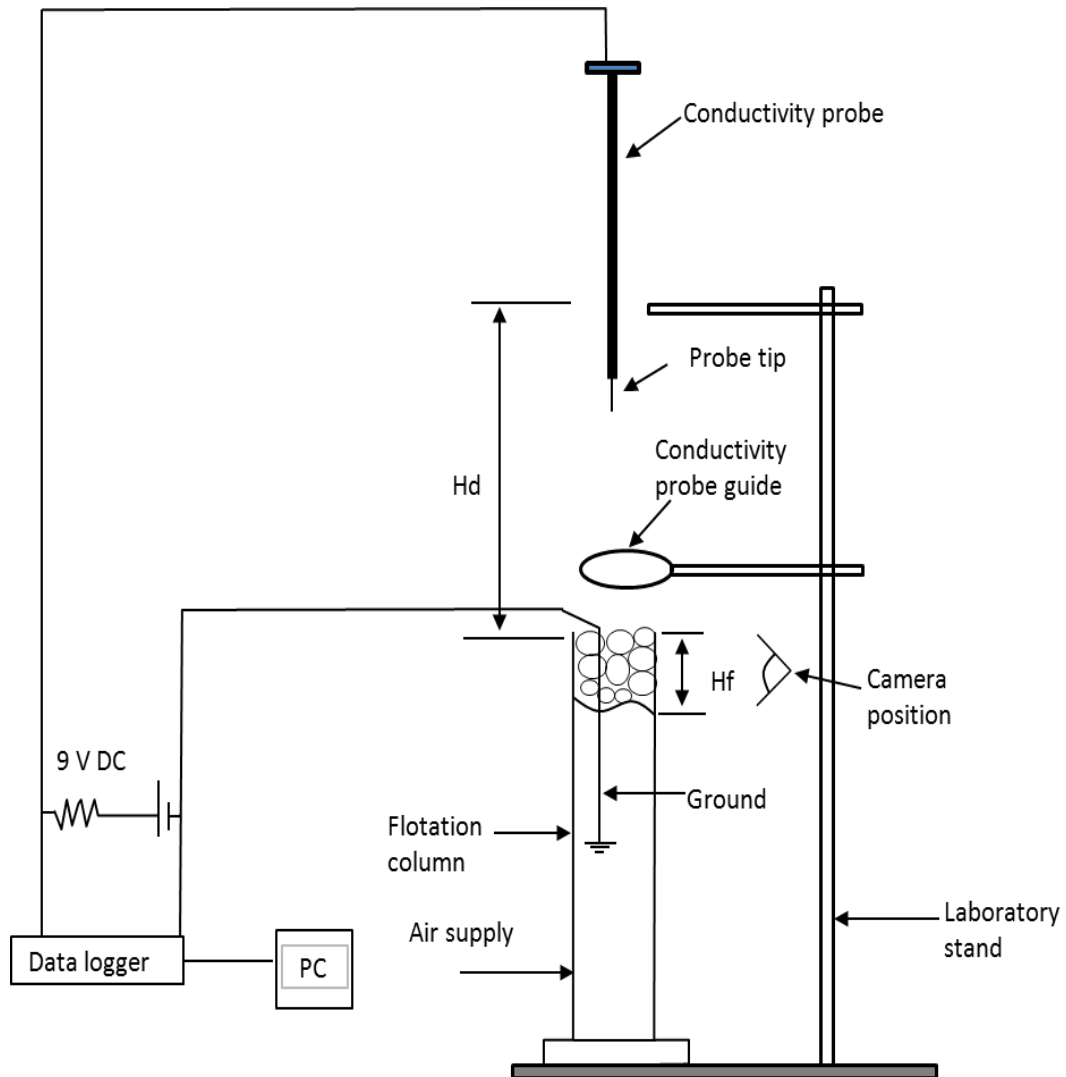 Conductivity probe
Probe tip
Conductivity
probe guide
Hd
Hf
Camera
position
9 V DC
Ground
Flotation
column
Air supply
Laboratory
stand
Data logger
PC